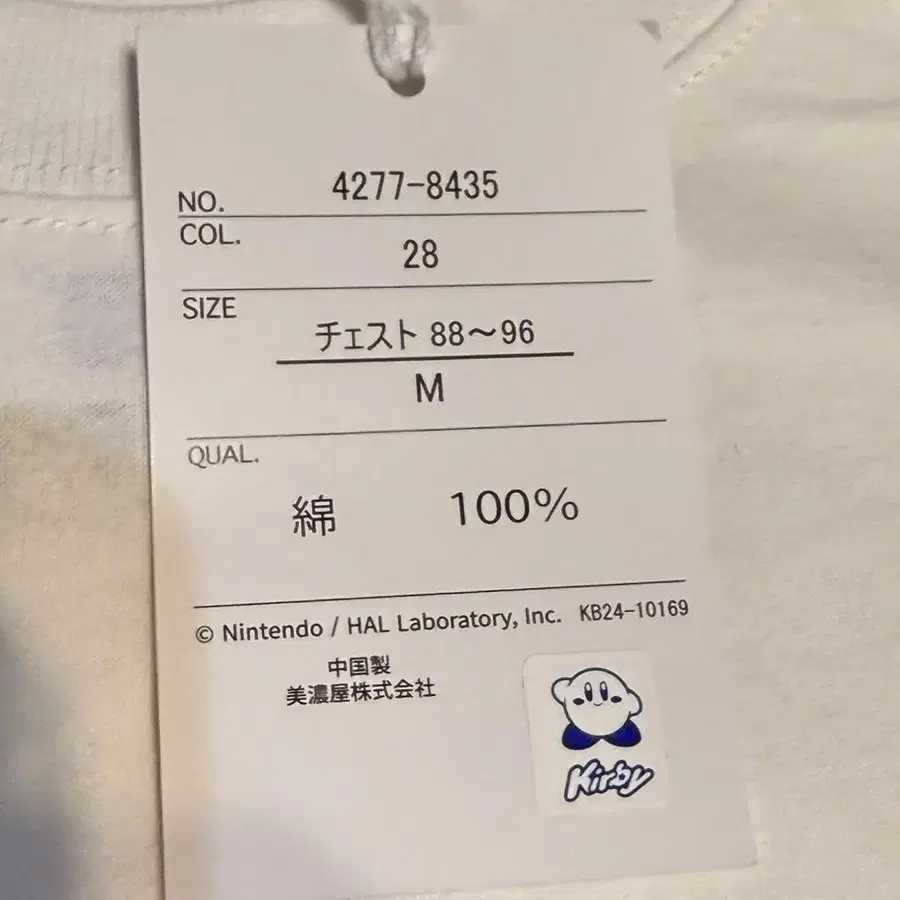 NO. 4277-8435
COL. 28
SIZE
チェスト 88～96
M
QUAL.
綿 100%
© Nintendo / HAL Laboratory, Inc. KB24-10169
中国製
美濃屋株式会社
Kirby